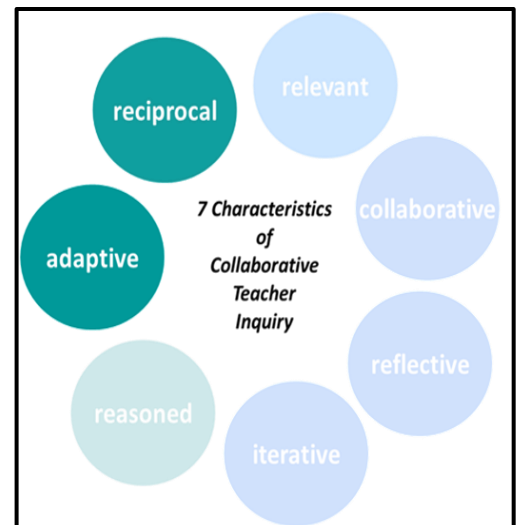 relevant
reciprocal
7 Characteristics
of
Collaborative
Teacher
Inquiry
collaborative
adaptive
reflective
reasoned
iterative